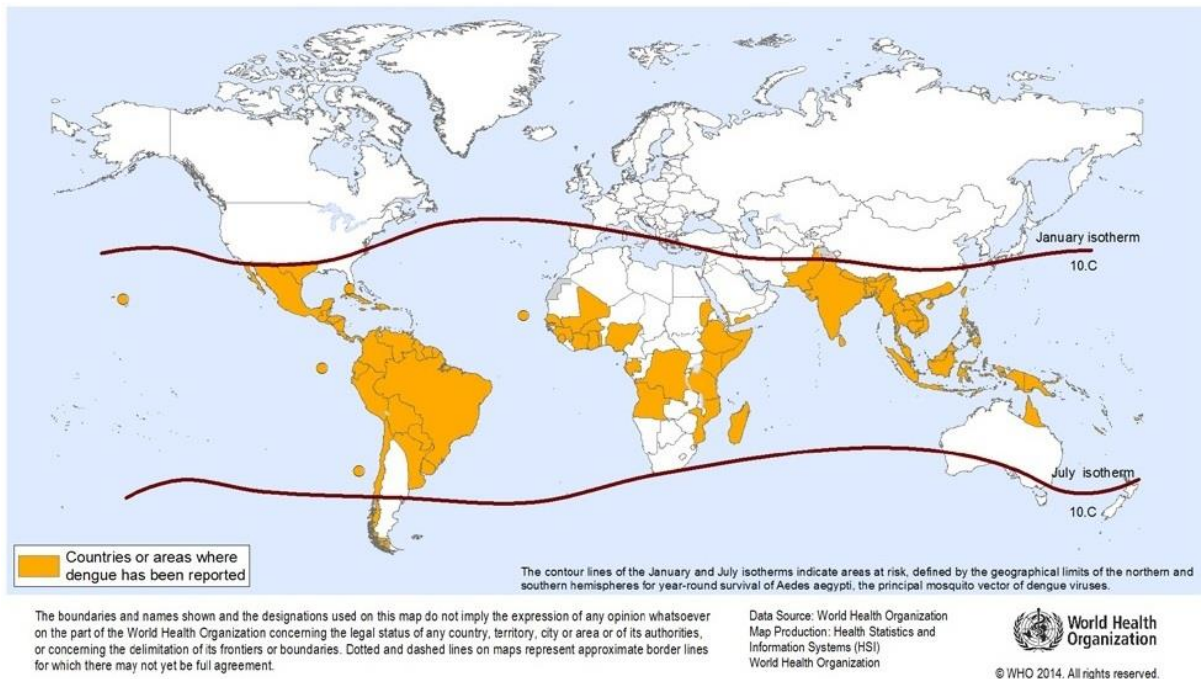 January isotherm
10.C
July isotherm
10.C
Countries or areas where
dengue has been reported
The contour lines of the January and July isotherms indicate areas at risk, defined by the geographical limits of the northern and
southern hemispheres for year-round survival of Aedes aegypti, the principal mosquito vector of dengue viruses.
The boundaries and names shown and the designations used on this map do not imply the expression of any opinion whatsoever
on the part of the World Health Organization concerning the legal status of any country, territory, city or area or of its authorities,
or concerning the delimitation of its frontiers or boundaries. Dotted and dashed lines on maps represent approximate border lines
for which there may not yet be full agreement.
Data Source: World Health Organization
Map Production: Health Statistics and
Information Systems (HSI)
World Health Organization
World Health
Organization
© WHO 2014. All rights reserved.